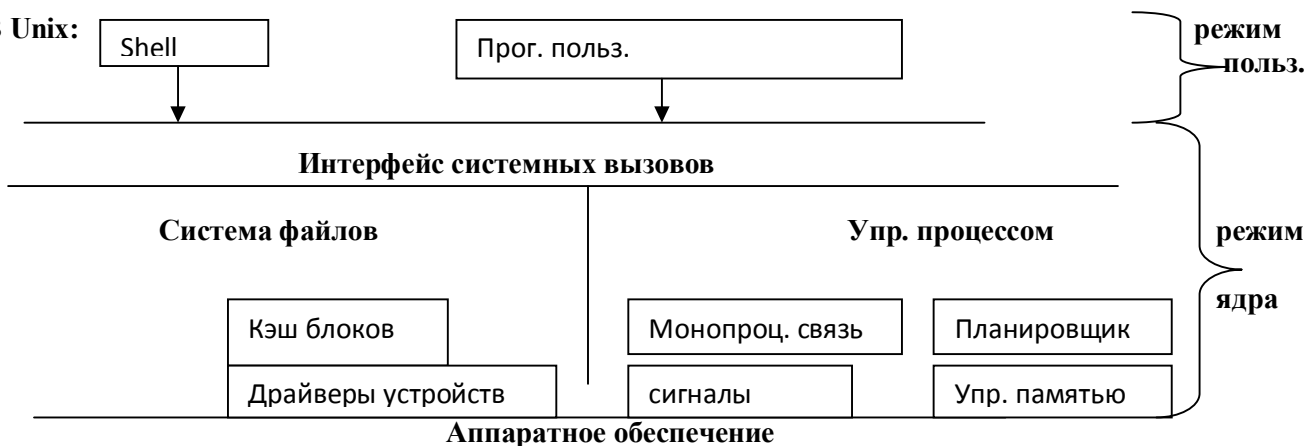 Unix:
Shell
Прог. польз.
режим
польз.
Интерфейс системных вызовов
Система файлов
Упр. процессом
режим
ядра
Кэш блоков
Монопроц. связь
Планировщик
Драйверы устройств
сигналы
Упр. памятью
Аппаратное обеспечение